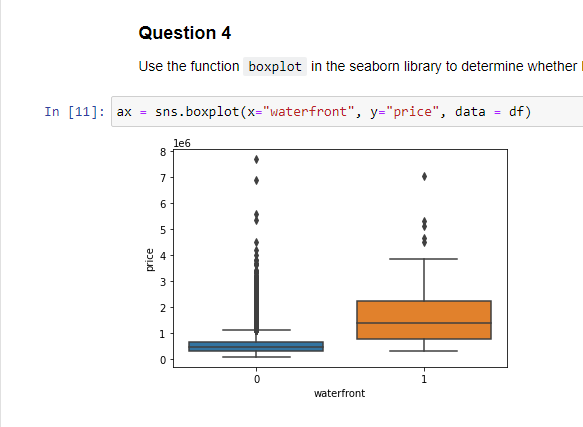 Question 4
Use the function boxplot in the seaborn library to determine whether
In [11]: ax = sns.boxplot(x="waterfront", y="price", data = df)
1e6
8
7
6
5
4
3
2
1
0
price
0 1
waterfront